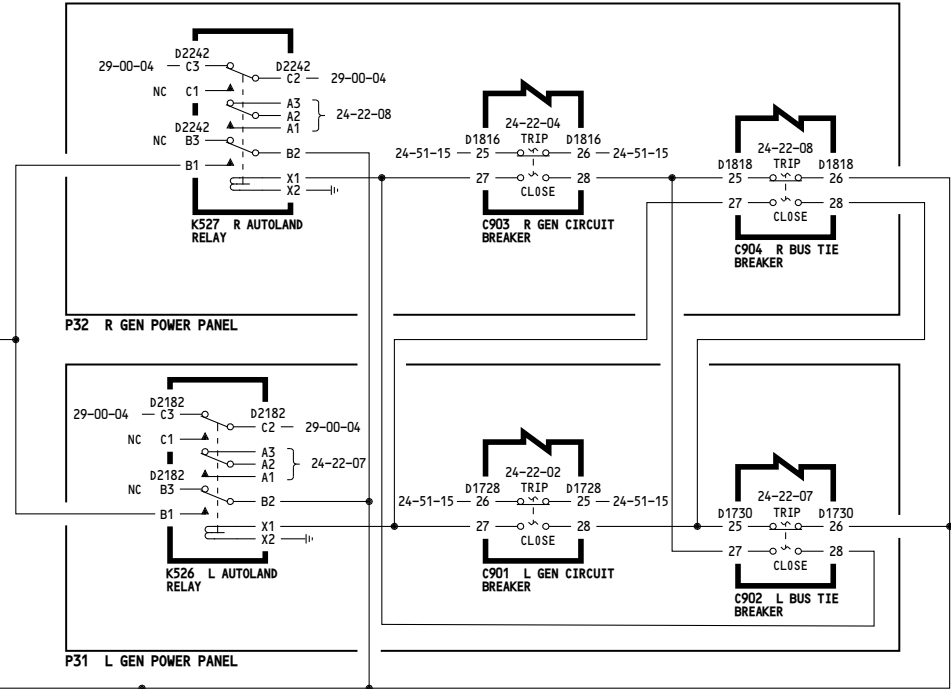 D2242
29-00-04 C3
D2242
C2 29-00-04
NC C1
A3
A2 24-22-08
A1
D2242
NC B3
B2
B1
X1
X2
K527 R AUTOLAND
RELAY
24-22-04
D1816 TRIP D1816
24-51-15 25 26 24-51-15
27 28
CLOSE
C903 R GEN CIRCUIT
BREAKER
24-22-08
D1818 TRIP D1818
25 26
27 28
CLOSE
C904 R BUS TIE
BREAKER
P32 R GEN POWER PANEL
D2182
29-00-04 C3
D2182
C2 29-00-04
NC C1
A3
A2 24-22-07
A1
D2182
NC B3
B2
B1
X1
X2
K526 L AUTOLAND
RELAY
24-22-02
D1728 TRIP D1728
24-51-15 26 25 24-51-15
27 28
CLOSE
C901 L GEN CIRCUIT
BREAKER
24-22-07
D1730 TRIP D1730
25 26
27 28
CLOSE
C902 L BUS TIE
BREAKER
P31 L GEN POWER PANEL